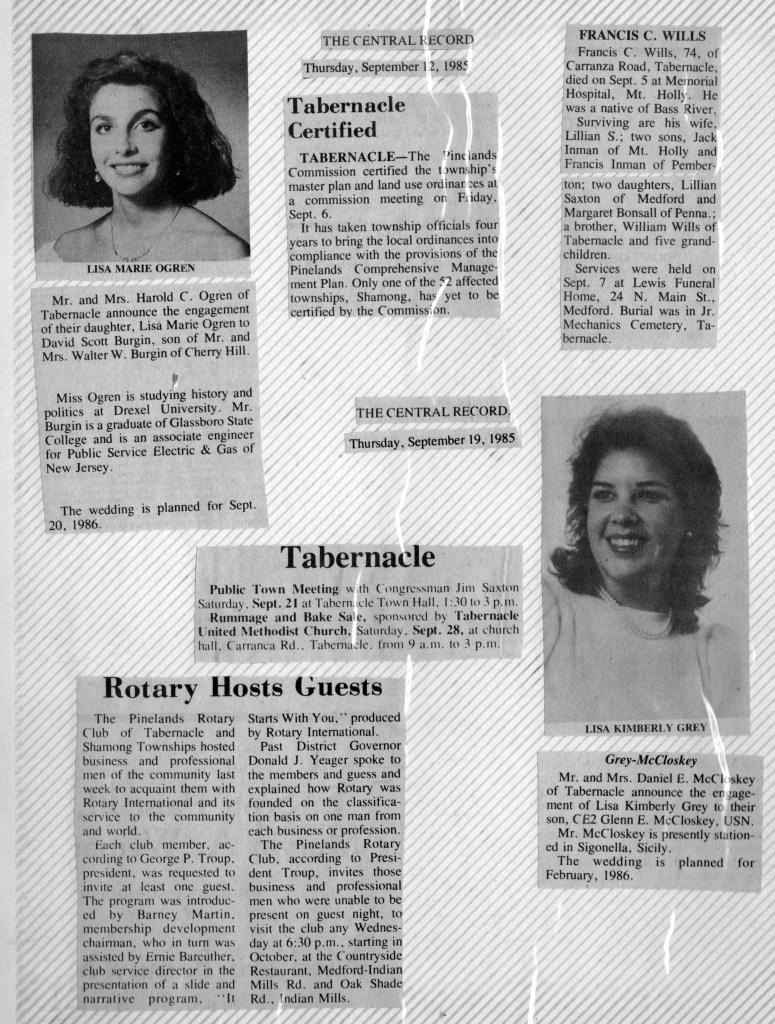 LISA MARIE OGREN
Mr. and Mrs. Harold C. Ogren of
Tabernacle announce the engagement
of their daughter, Lisa Marie Ogren to
David Scott Burgin, son of Mr. and
Mrs. Walter W. Burgin of Cherry Hill.
Miss Ogren is studying history and
politics at Drexel University. Mr.
Burgin is a graduate of Glassboro State
College and is an associate engineer
for Public Service Electric & Gas of
New Jersey.
The wedding is planned for Sept.
20, 1986.
THE CENTRAL RECORD
Thursday, September 12, 1985
Tabernacle
Certified
TABERNACLE—The Pinelands
Commission certified the township's
master plan and land use ordinances at
a commission meeting on Friday,
Sept. 6.
It has taken township officials four
years to bring the local ordinances into
compliance with the provisions of the
Pinelands Comprehensive Manage-
ment Plan. Only one of the 52 affected
townships, Shamong, has yet to be
certified by the Commission.
FRANCIS C. WILLS
Francis C. Wills, 74, of
Carranza Road, Tabernacle,
died on Sept. 5 at Memorial
Hospital, Mt. Holly. He
was a native of Bass River,
Surviving are his wife,
Lillian S.; two sons, Jack
Inman of Mt. Holly and
Francis Inman of Pember-
ton; two daughters, Lillian
Saxton of Medford and
Margaret Bonsall of Penna.;
a brother, William Wills of
Tabernacle and five grand-
children.
Services were held on
Sept. 7 at Lewis Funeral
Home, 24 N. Main St.,
Medford. Burial was in Jr.
Mechanics Cemetery, Ta-
bernacle.
THE CENTRAL RECORD,
Thursday, September 19, 1985
Tabernacle
Public Town Meeting with Congressman Jim Saxton
Saturday, Sept. 21 at Tabernacle Town Hall, 1:30 to 3 p.m.
Rummage and Bake Sale, sponsored by Tabernacle
United Methodist Church, Saturday, Sept. 28, at church
hall, Carranca Rd., Tabernacle, from 9 a.m. to 3 p.m.
Rotary Hosts Guests
The Pinelands Rotary
Club of Tabernacle and
Shamong Townships hosted
business and professional
men of the community last
week to acquaint them with
Rotary International and its
service to the community
and world.
Each club member, ac-
cording to George P. Troup,
president, was requested to
invite at least one guest.
The program was introduc-
ed by Barney Martin,
membership development
chairman, who in turn was
assisted by Ernie Bareuther,
club service director in the
presentation of a slide and
narrative program, "It
Starts With You," produced
by Rotary International.
Past District Governor
Donald J. Yeager spoke to
the members and guess and
explained how Rotary was
founded on the classifica-
tion basis on one man from
each business or profession.
The Pinelands Rotary
Club, according to Presi-
dent Troup, invites those
business and professional
men who were unable to be
present on guest night, to
visit the club any Wednes-
day at 6:30 p.m., starting in
October, at the Countryside
Restaurant, Medford-Indian
Mills Rd. and Oak Shade
Rd., Indian Mills.
LISA KIMBERLY GREY
Grey-McCloskey
Mr. and Mrs. Daniel E. McCloskey
of Tabernacle announce the engage-
ment of Lisa Kimberly Grey to their
son, CE2 Glenn E. McCloskey, USN.
Mr. McCloskey is presently station-
ed in Sigonella, Sicily.
The wedding is planned for
February, 1986.